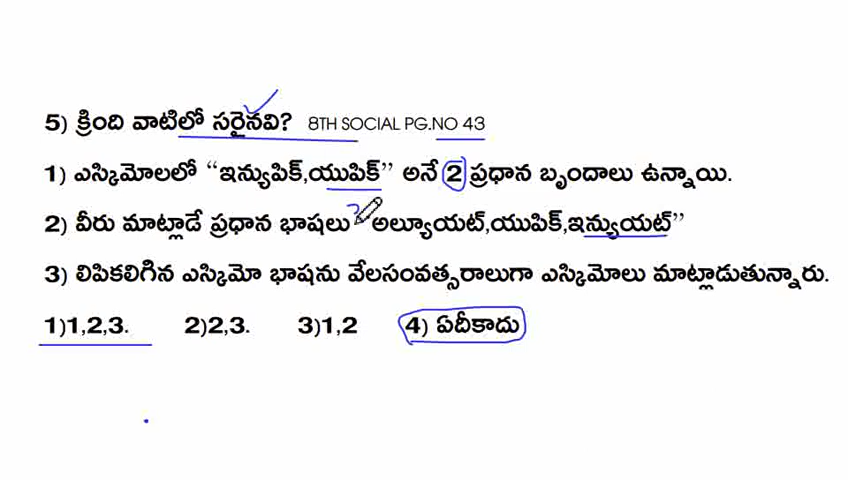 5) క్రింది వాటిలో సరైనవి? 8TH SOCIAL PG.NO 43
1) ఎస్కిమోలలో “ఇన్యుపిక్,యుపిక్” అనే 2 ప్రధాన బృందాలు ఉన్నాయి.
2) వీరు మాట్లాడే ప్రధాన భాషలు అల్యూయట్,యుపిక్,ఇన్యుయట్”
3) లిపికలిగిన ఎస్కిమో భాషను వేలసంవత్సరాలుగా ఎస్కిమోలు మాట్లాడుతున్నారు.
1)1,2,3. 2)2,3. 3)1,2 4) ఏదీకాదు